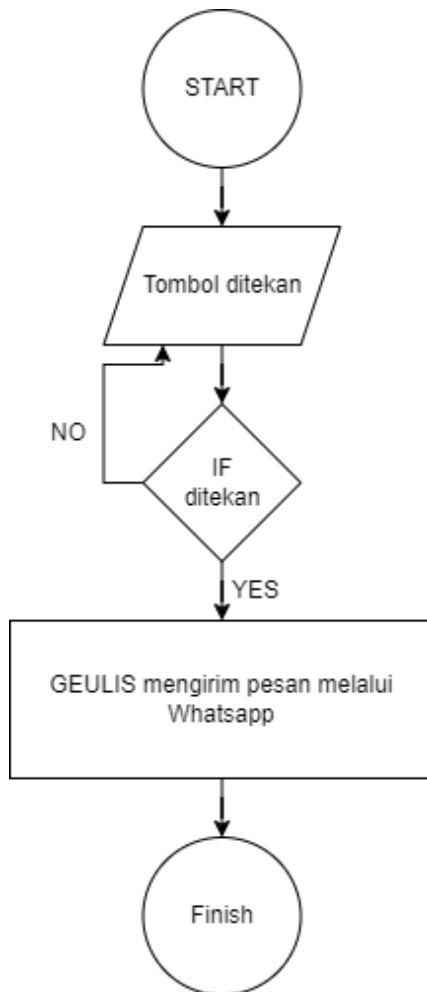 START
Tombol ditekan
NO
IF
ditekan
YES
GEULIS mengirim pesan melalui
Whatsapp
Finish